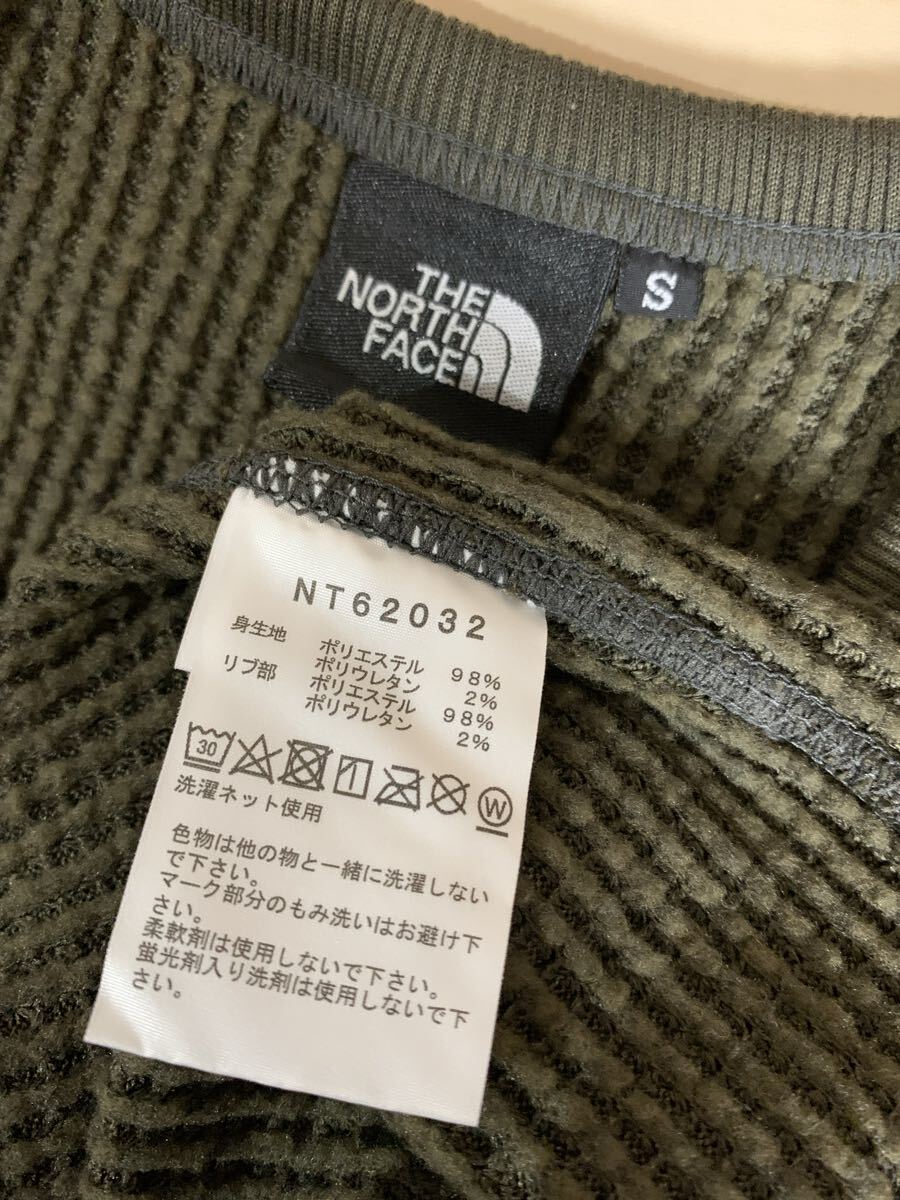 THE
NORTH
FACE
S
NT62032
身生地 ポリエステル 98%
ポリウレタン 2%
リブ部 ポリエステル 98%
ポリウレタン 2%
30 W
洗濯ネット使用
色物は他の物と一緒に洗濯しない
で下さい。
マーク部分のもみ洗いはお避け下
さい。
柔軟剤は使用しないで下さい。
蛍光剤入り洗剤は使用しないで下
さい。